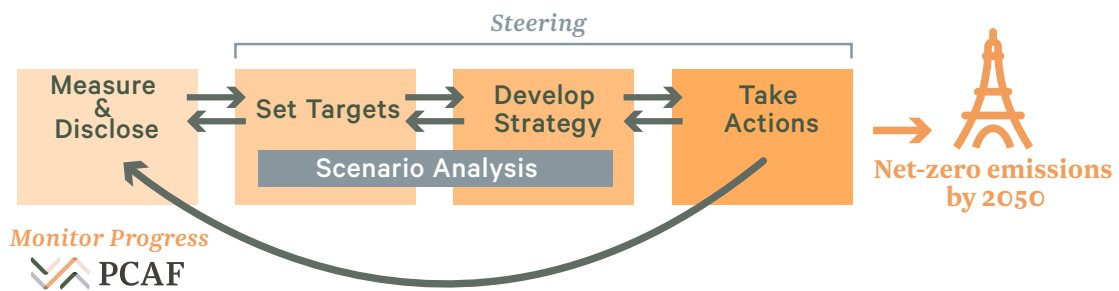 Steering
Measure
&
Disclose
Set Targets
Develop
Strategy
Take
Actions
Scenario Analysis
Net-zero emissions
by 2050
Monitor Progress
PCAF